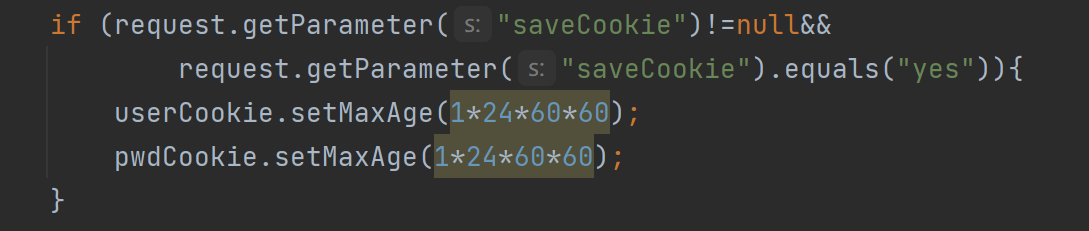 if (request.getParameter( s: "saveCookie")!=null&&
request.getParameter( s: "saveCookie").equals("yes")){
userCookie.setMaxAge(1*24*60*60);
pwdCookie.setMaxAge(1*24*60*60);
}